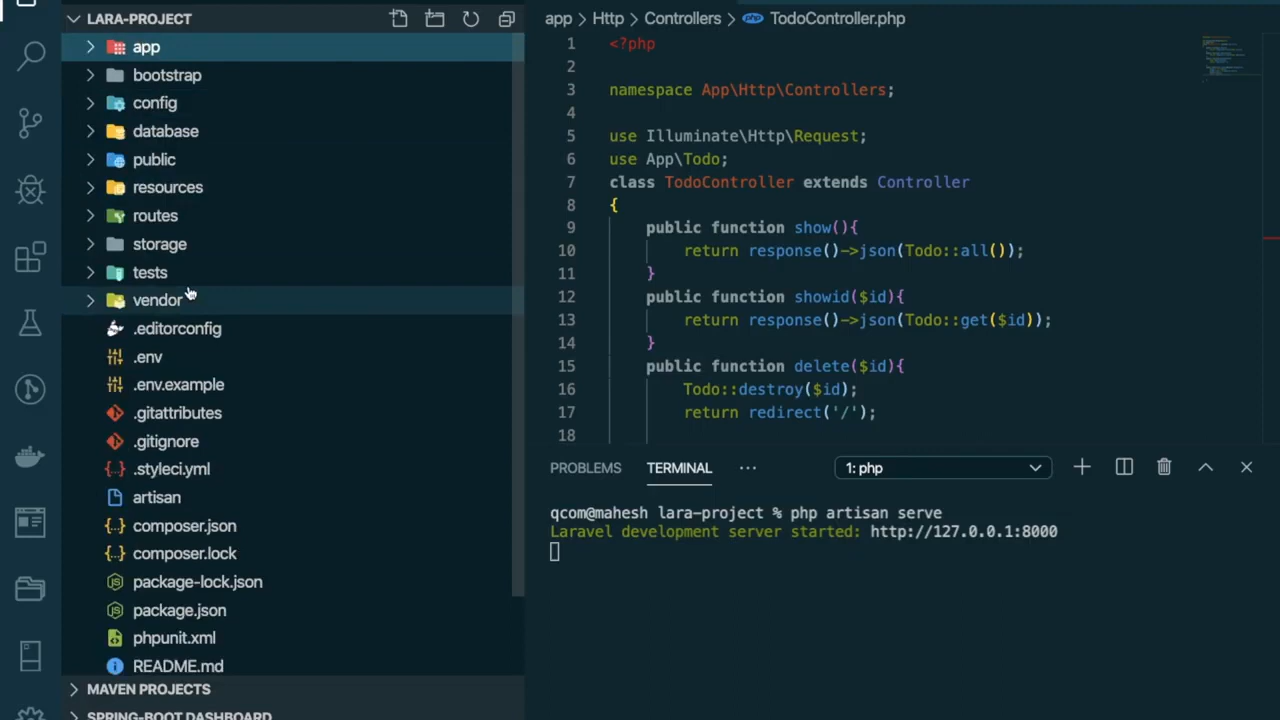 LARA-PROJECT
app
bootstrap
config
database
public
resources
routes
storage
tests
vendor
.editorconfig
.env
.env.example
.gitattributes
.gitignore
.styleci.yml
artisan
composer.json
composer.lock
package-lock.json
package.json
phpunit.xml
README.md
MAVEN PROJECTS
SPRING-BOOT DASHBOARD
app > Http > Controllers > TodoController.php
1 <?php
2
3 namespace App\Http\Controllers;
4
5 use Illuminate\Http\Request;
6 use App\Todo;
7 class TodoController extends Controller
8 {
9 public function show(){
10 return response()->json(Todo::all());
11 }
12 public function showid($id){
13 return response()->json(Todo::get($id));
14 }
15 public function delete($id){
16 Todo::destroy($id);
17 return redirect('/');
18
PROBLEMS TERMINAL ··· 1: php
qcom@mahesh lara-project % php artisan serve
Laravel development server started: http://127.0.0.1:8000